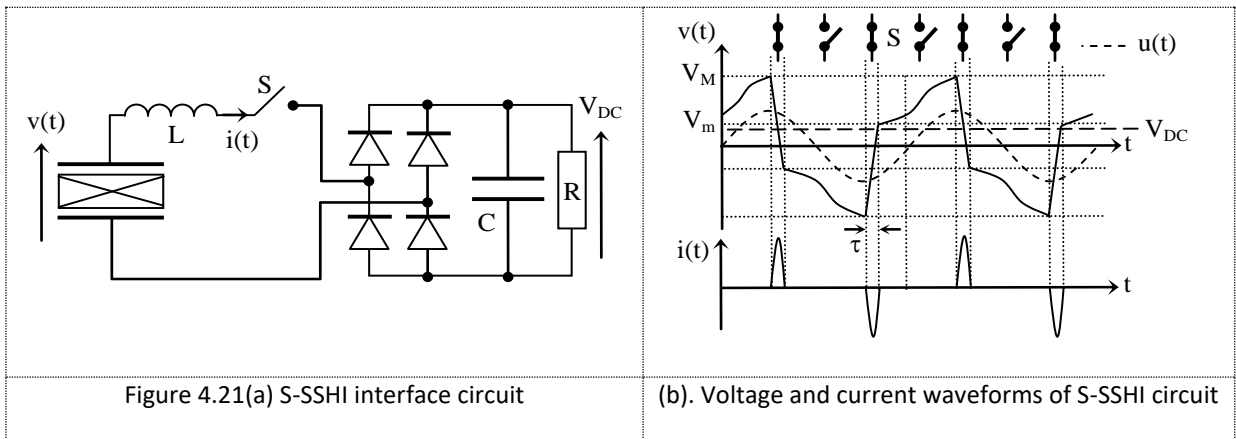 S
V_DC
v(t)
L
i(t)
C
R
v(t)
S
u(t)
V_M
V_m
V_DC
t
τ
i(t)
t
Figure 4.21(a) S-SSHI interface circuit
(b). Voltage and current waveforms of S-SSHI circuit